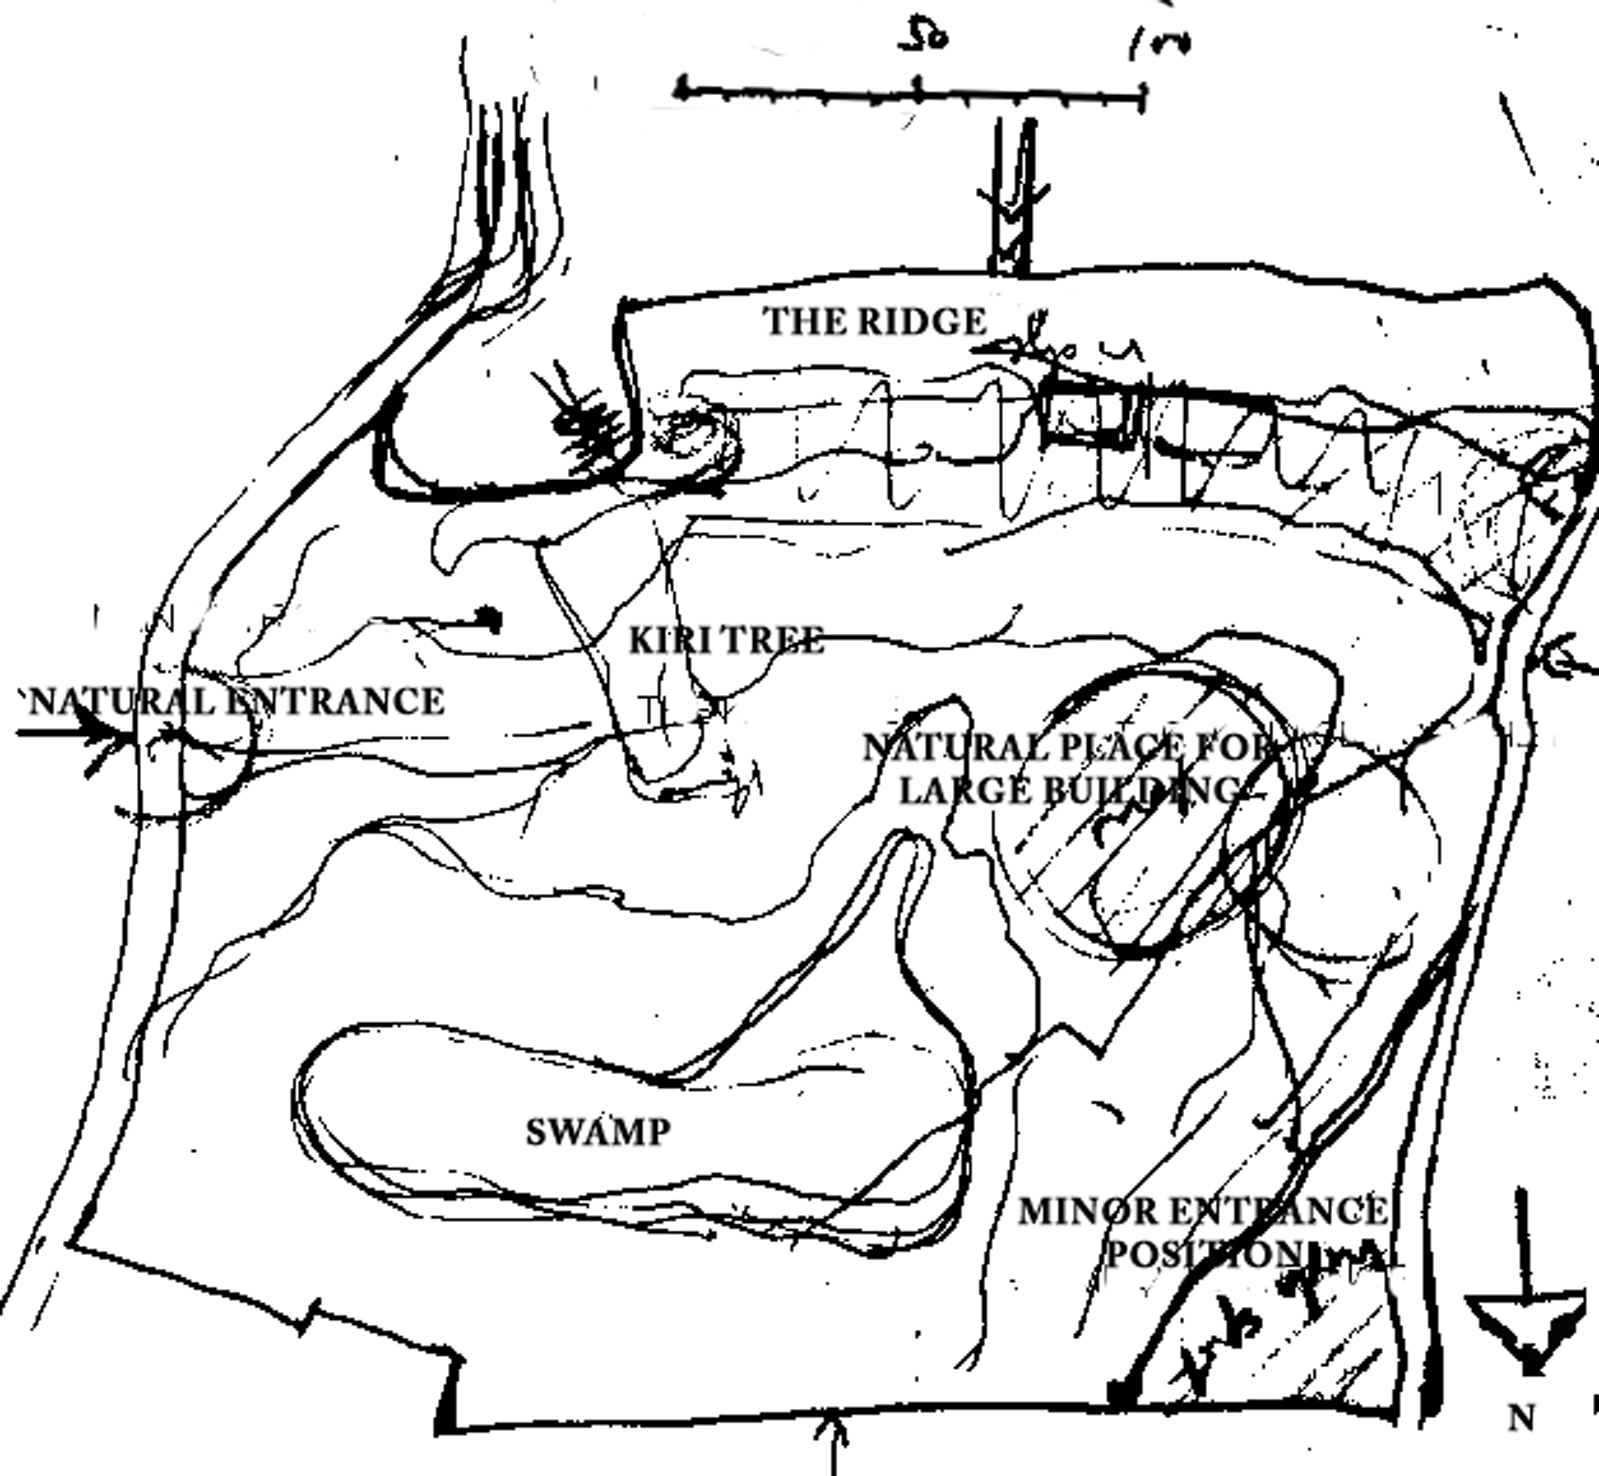 50
100
THE RIDGE
KIRI TREE
NATURAL ENTRANCE
NATURAL PLACE FOR
LARGE BUILDING
SWAMP
MINOR ENTRANCE
POSITION
N